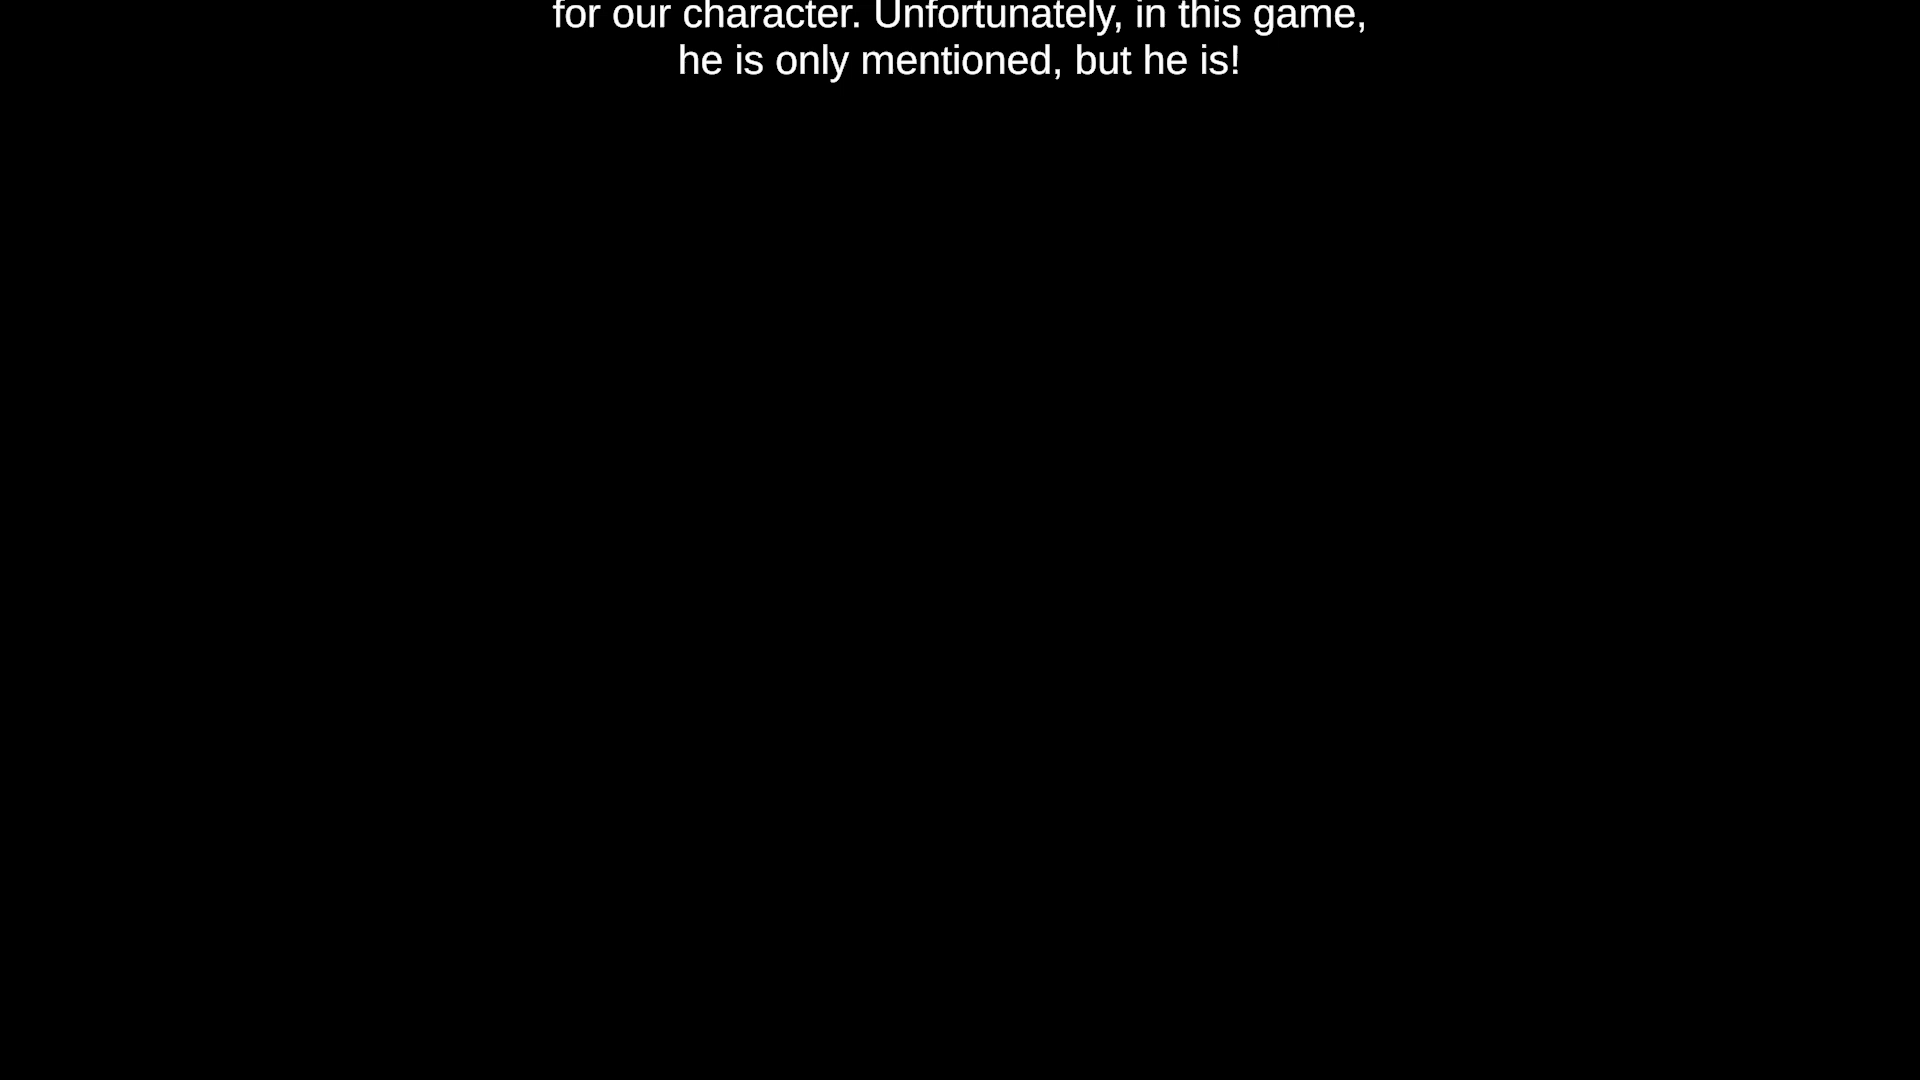 for our character. Unfortunately, in this game,
he is only mentioned, but he is!